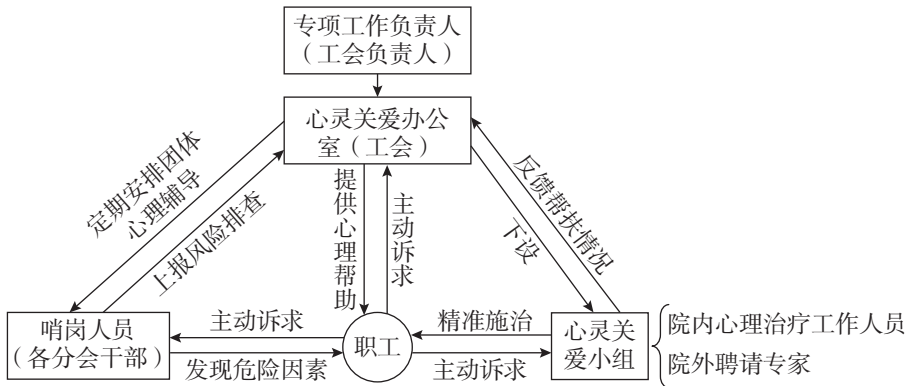 专项工作负责人
（工会负责人）
心灵关爱办公
室（工会）
定期安排团体
心理辅导
上报风险排查
提供心理帮助
主动诉求
下设
反馈帮扶情况
哨岗人员
（各分会干部）
主动诉求
发现危险因素
职工
精准施治
主动诉求
心灵关
爱小组
院内心理治疗工作人员
院外聘请专家